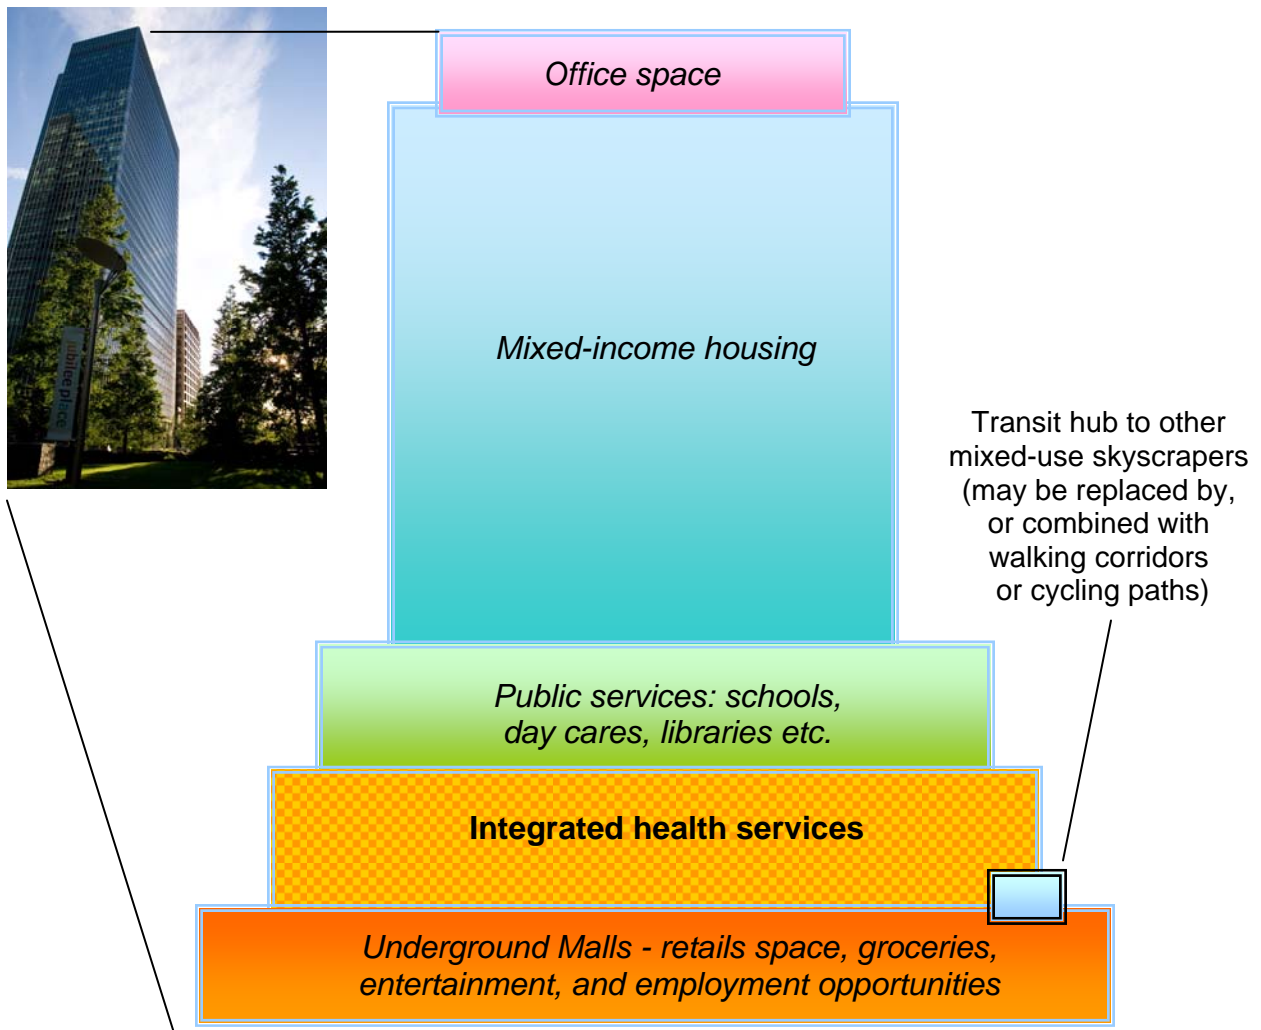 Office space
Mixed-income housing
jubilee place
Transit hub to other
mixed-use skyscrapers
(may be replaced by,
or combined with
walking corridors
or cycling paths)
Public services: schools,
day cares, libraries etc.
Integrated health services
Underground Malls - retails space, groceries,
entertainment, and employment opportunities